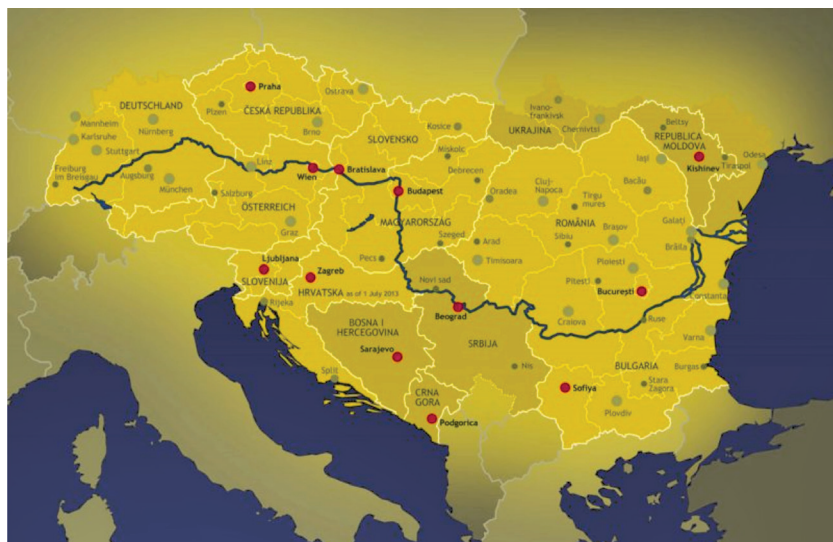 Praha
Ostrava
DEUTSCHLAND
Plzen
ČESKÁ REPUBLIKA
Mannheim
Nürnberg
Brno
Karlsruhe
Stuttgart
SLOVENSKO
Kosice
Ivano-
frankivsk
Chernivtsi
UKRAJINA
Beltsy
REPUBLICA
MOLDOVA
Miskolc
Iaşi
Kishinev
Tiraspol
Odesa
Freiburg
im Breisgau
Augsburg
München
Linz
Wien
Bratislava
Salzburg
Budapest
Debrecen
Oradea
Cluj-
Napoca
Tirgu
mures
Bacău
ÖSTERREICH
Graz
MAGYARORSZÁG
ROMÂNIA
Szeged
Arad
Sibiu
Braşov
Galaţi
Brăila
Pecs
Timisoara
Ploiesti
Ljubljana
SLOVENIJA
Zagreb
HRVATSKA as of 1 July 2013
Novi sad
Pitesti
Bucureşti
Constanta
Rijeka
Beograd
Craiova
Ruse
BOSNA I
HERCEGOVINA
Sarajevo
SRBIJA
Varna
Split
Nis
BULGARIA
Burgas
CRNA
GORA
Sofiya
Stara
Zagora
Plovdiv
Podgorica